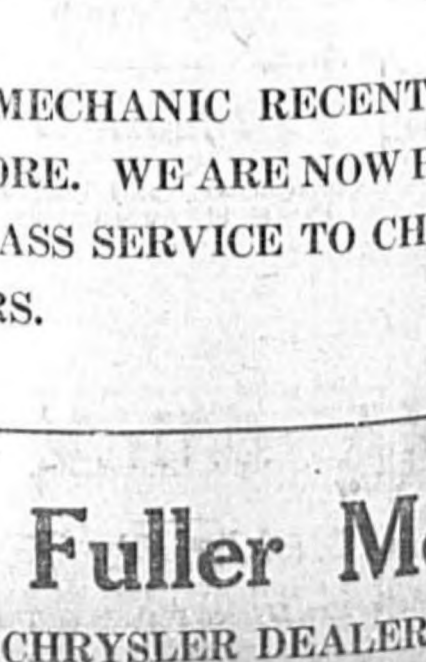 MECHANIC RECENT
ORE. WE ARE NOW
ASS SERVICE TO CH
RS.
Fuller M
CHRYSLER DEALER